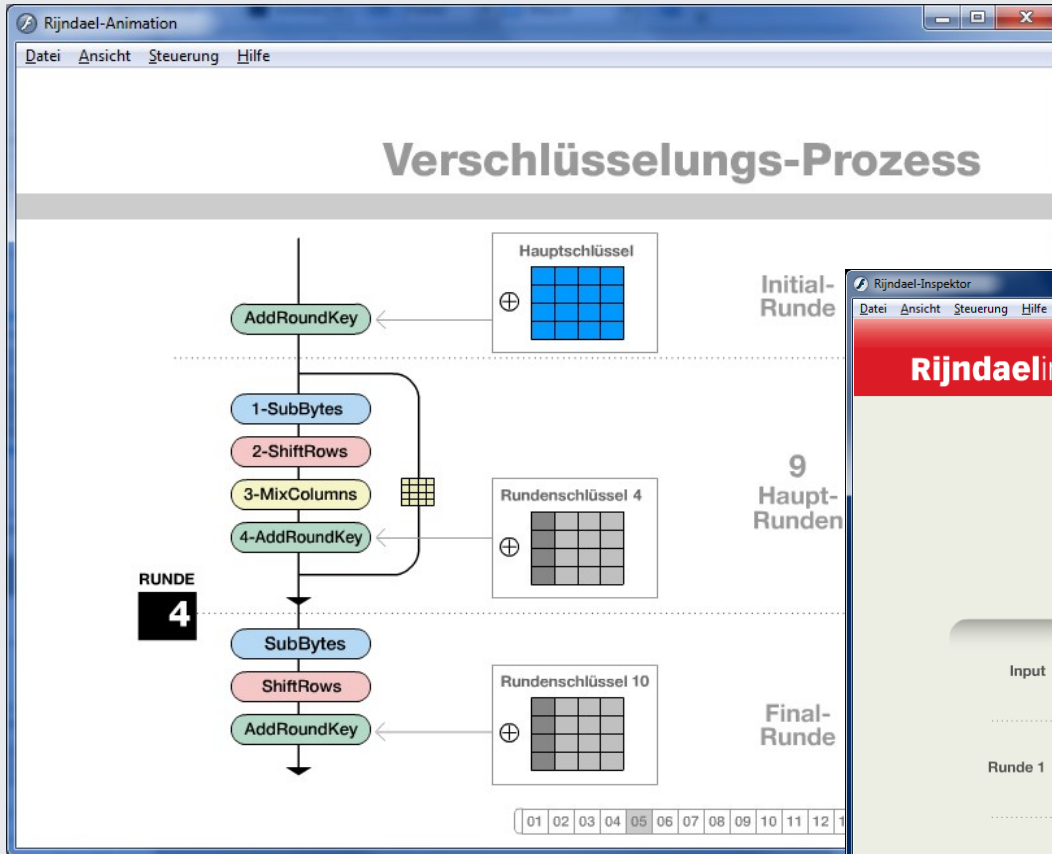 Rijndael-Animation
Datei Ansicht Steuerung Hilfe
Verschlüsselungs-Prozess
Hauptschlüssel
AddRoundKey
Initial-
Runde
1-SubBytes
2-ShiftRows
3-MixColumns
4-AddRoundKey
Rundenschlüssel 4
9
Haupt-
Runden
RUNDE
4
SubBytes
ShiftRows
AddRoundKey
Rundenschlüssel 10
Final-
Runde
01 02 03 04 05 06 07 08 09 10 11 12
Rijndael-Inspektor
Datei Ansicht Steuerung Hilfe
Input
Runde 1